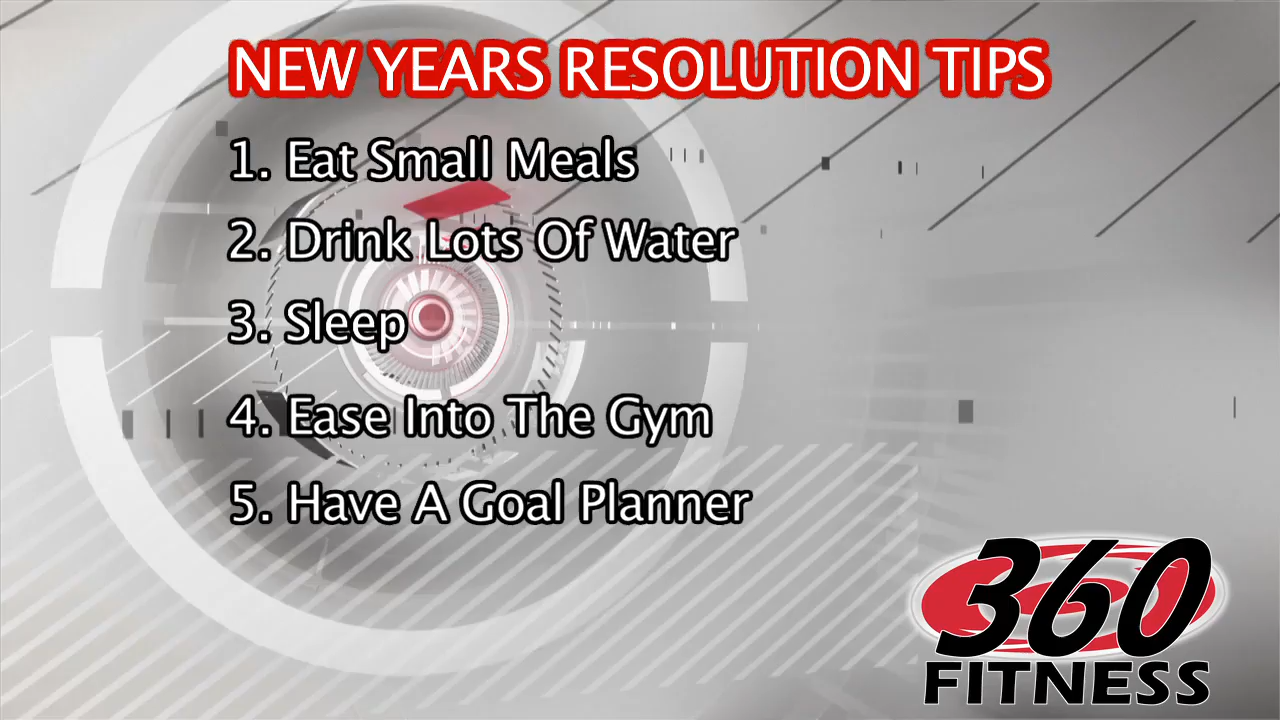 NEW YEARS RESOLUTION TIPS
1. Eat Small Meals
2. Drink Lots Of Water
3. Sleep
4. Ease Into The Gym
5. Have A Goal Planner
360
FITNESS